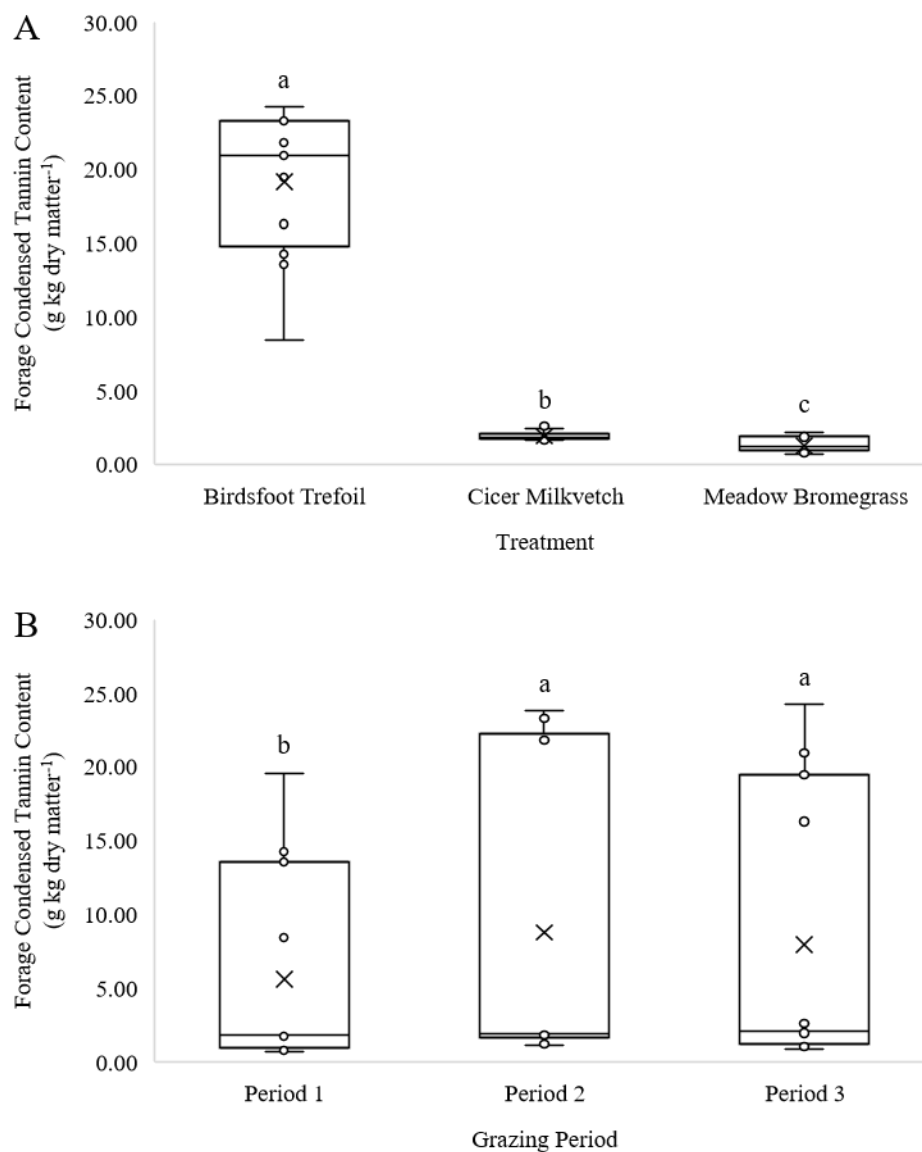 A
Forage Condensed Tannin Content
(g kg dry matter⁻¹)
30.00
25.00
20.00
15.00
10.00
5.00
0.00
a
b
c
Birdsfoot Trefoil
Cicer Milkvetch
Meadow Bromegrass
Treatment
B
Forage Condensed Tannin Content
(g kg dry matter⁻¹)
30.00
25.00
20.00
15.00
10.00
5.00
0.00
b
a
a
Period 1
Period 2
Period 3
Grazing Period